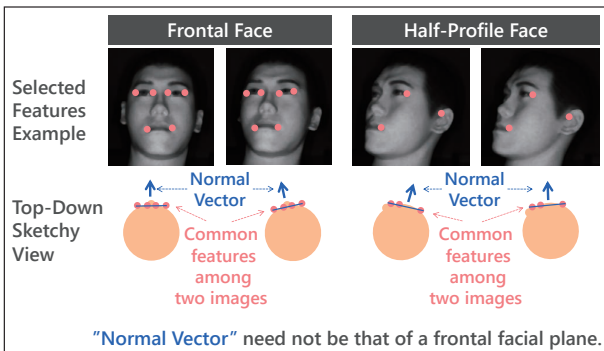 Frontal Face
Half-Profile Face
Selected
Features
Example
Normal
Vector
Normal
Vector
Top-Down
Sketchy
View
Common
features
among
two images
Common
features
among
two images
”Normal Vector” need not be that of a frontal facial plane.